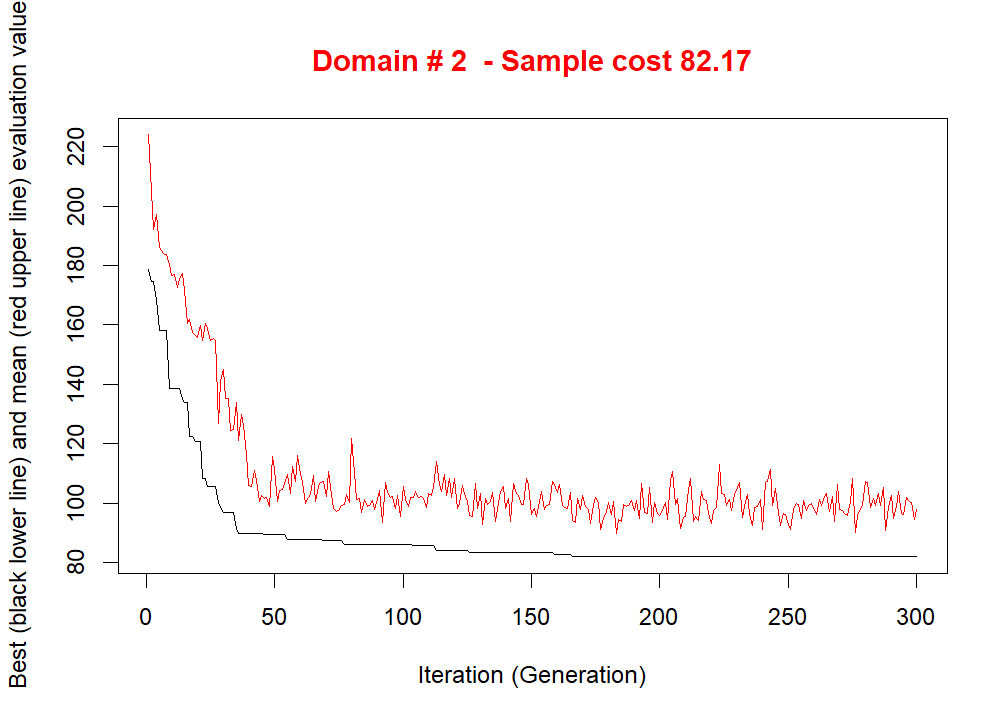 Domain # 2  - Sample cost 82.17
Best (black lower line) and mean (red upper line) evaluation value
220
200
180
160
140
120
100
80
0 50 100 150 200 250 300
Iteration (Generation)